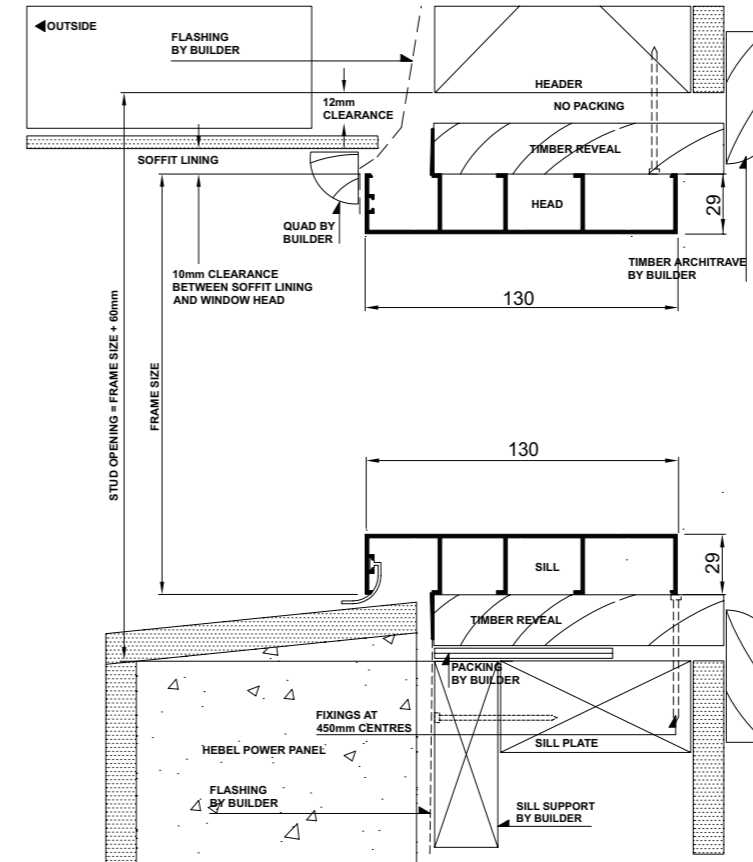 OUTSIDE
FLASHING
BY BUILDER
HEADER
12mm
CLEARANCE
NO PACKING
TIMBER REVEAL
SOFFIT LINING
HEAD
29
QUAD BY
BUILDER
TIMBER ARCHITRAVE
BY BUILDER
10mm CLEARANCE
BETWEEN SOFFIT LINING
AND WINDOW HEAD
130
STUD OPENING = FRAME SIZE + 60mm
FRAME SIZE
130
SILL
29
TIMBER REVEAL
PACKING
BY BUILDER
FIXINGS AT
450mm CENTRES
SILL PLATE
HEBEL POWER PANEL
FLASHING
BY BUILDER
SILL SUPPORT
BY BUILDER